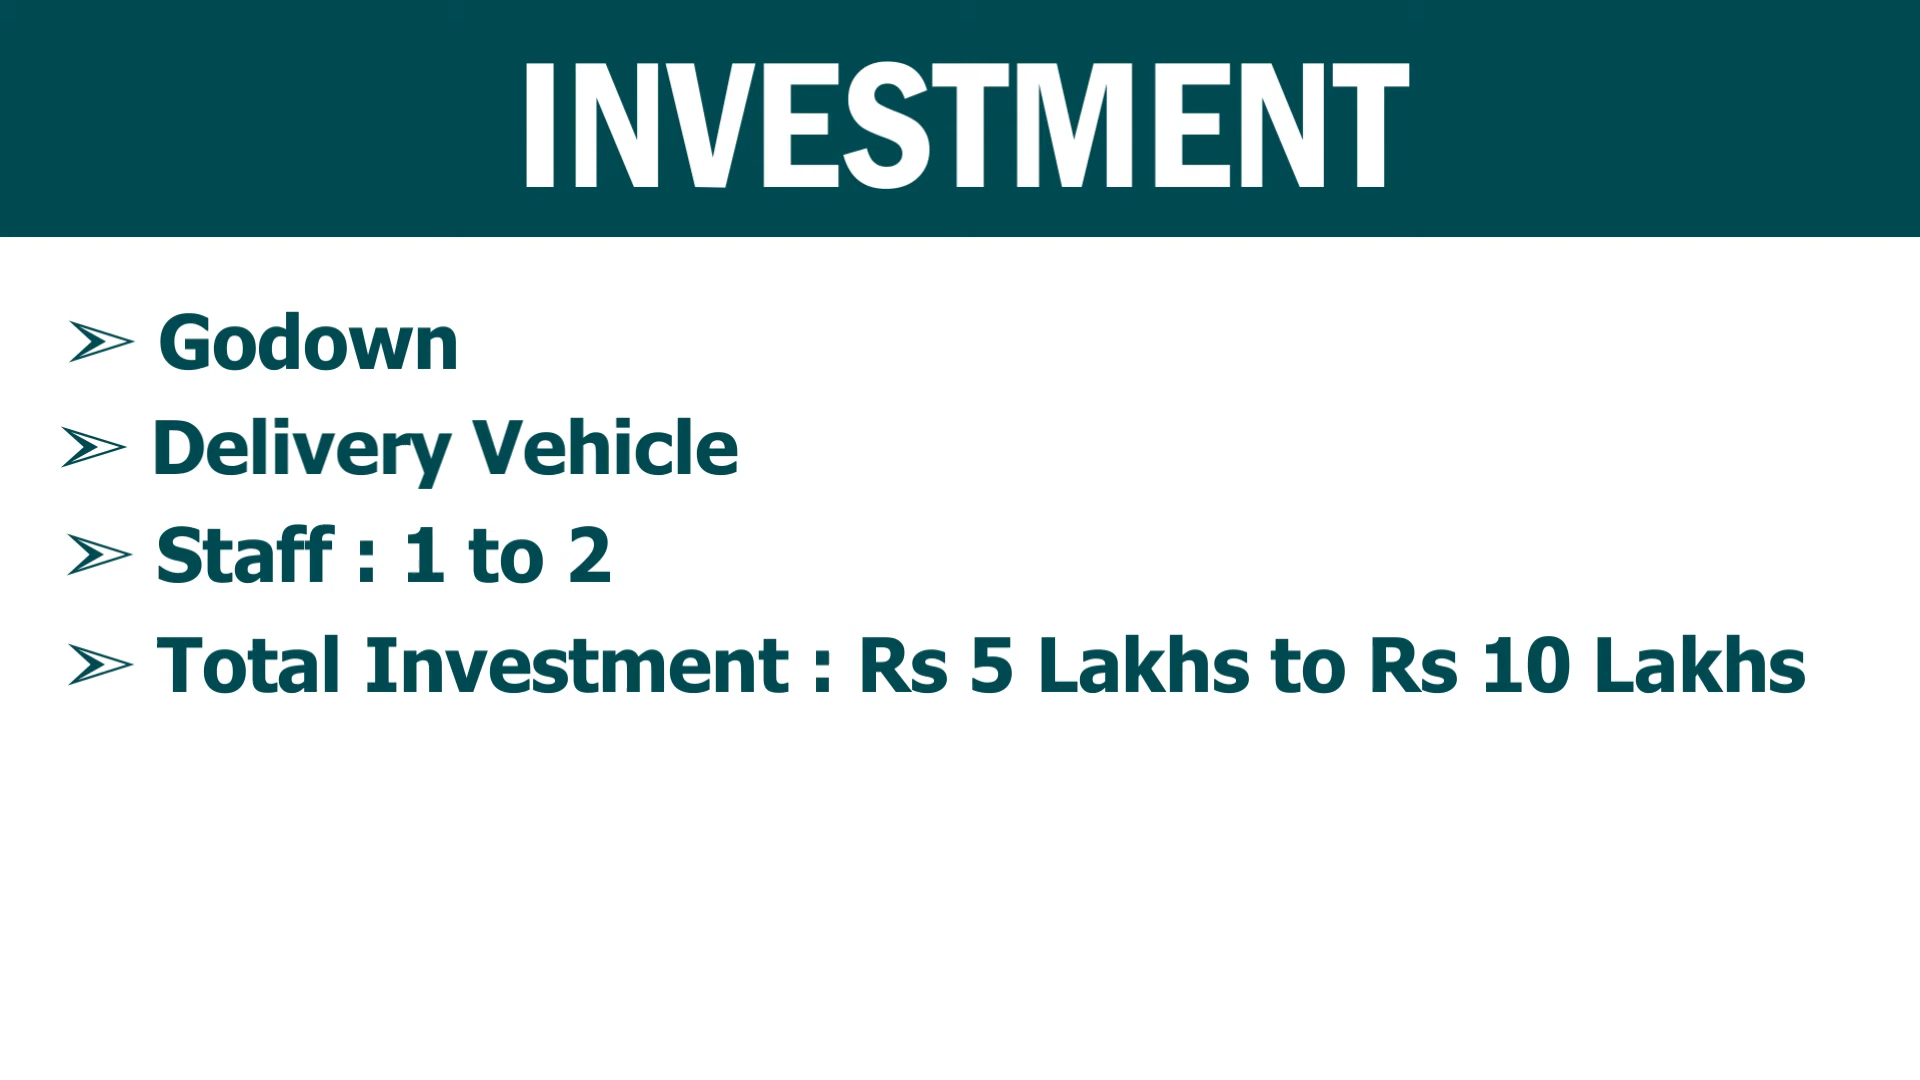 INVESTMENT
➢ Godown
➢ Delivery Vehicle
➢ Staff : 1 to 2
➢ Total Investment : Rs 5 Lakhs to Rs 10 Lakhs